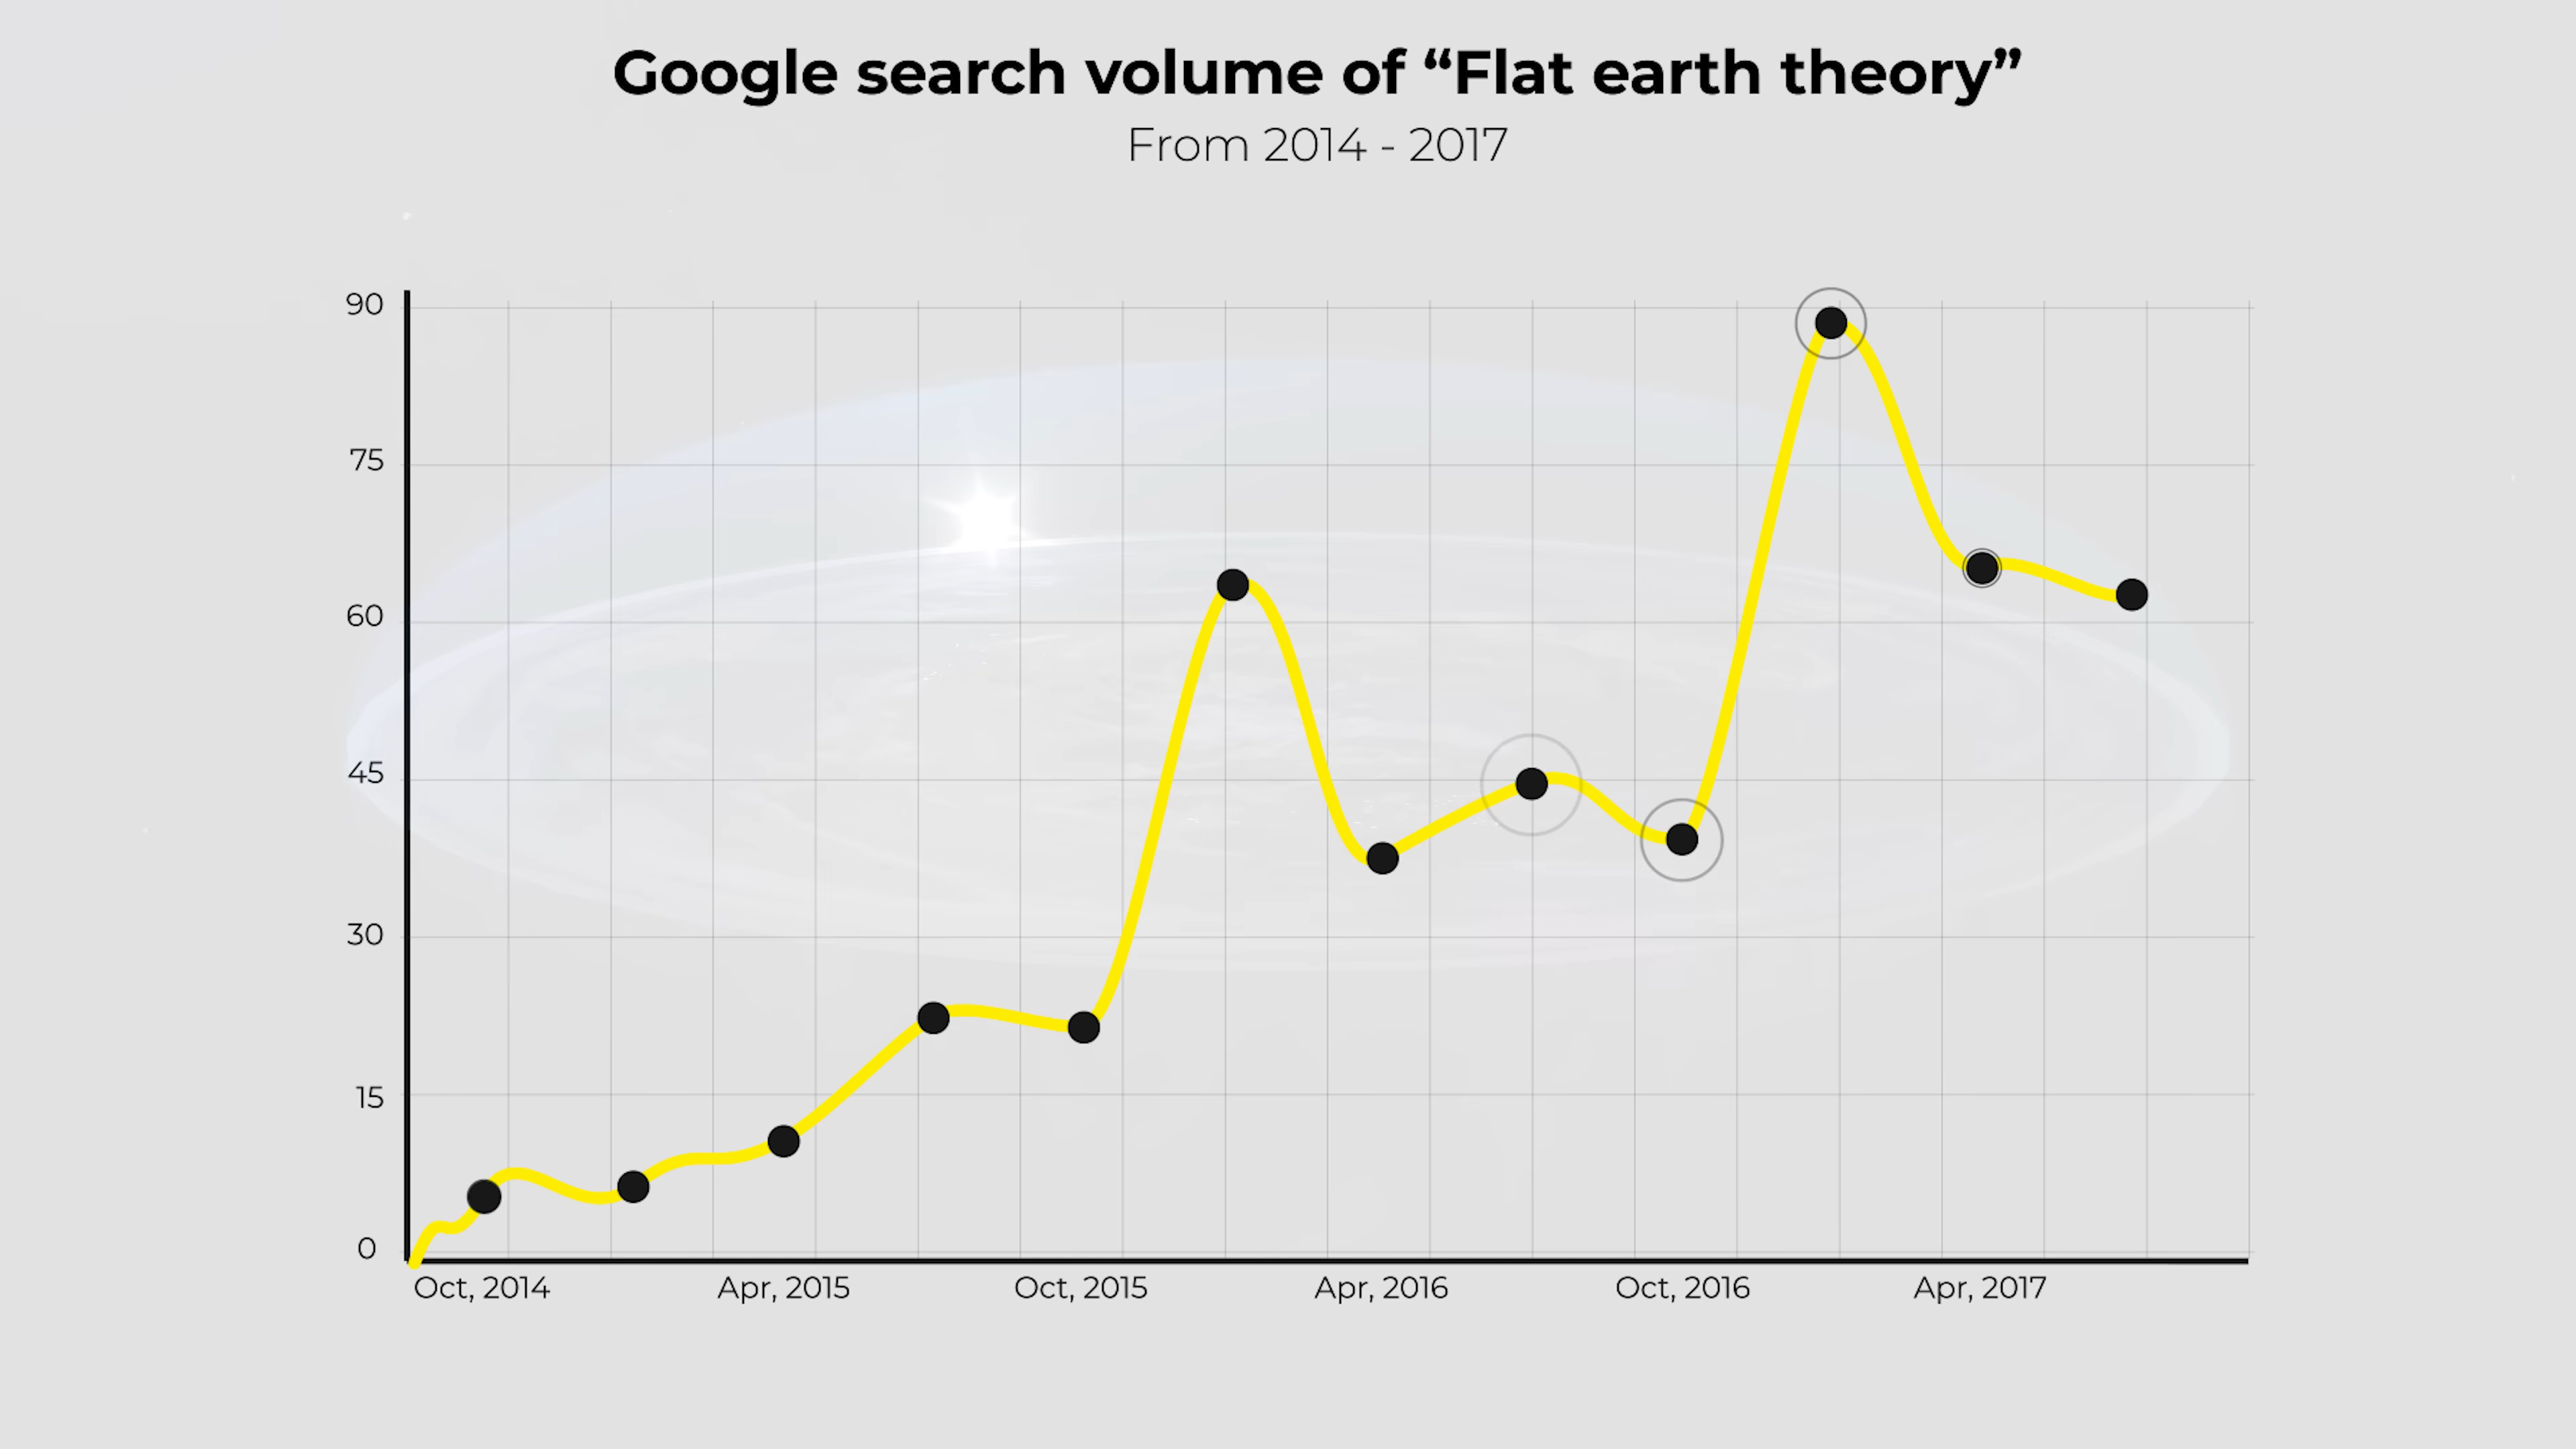 Google search volume of “Flat earth theory”
From 2014 - 2017
90
75
60
45
30
15
0
Oct, 2014 Apr, 2015 Oct, 2015 Apr, 2016 Oct, 2016 Apr, 2017